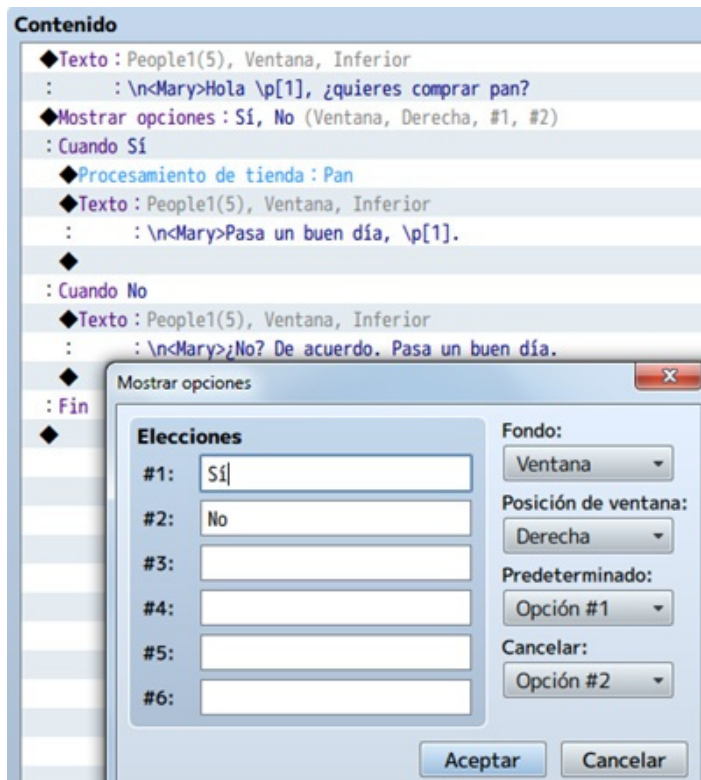 Contenido
◆Texto：People1(5), Ventana, Inferior
：　　：\n<Mary>Hola \p[1], ¿quieres comprar pan?
◆Mostrar opciones：Sí, No (Ventana, Derecha, #1, #2)
：Cuando Sí
◆Procesamiento de tienda：Pan
◆Texto：People1(5), Ventana, Inferior
：　　：\n<Mary>Pasa un buen día, \p[1].
◆
：Cuando No
◆Texto：People1(5), Ventana, Inferior
：　　：\n<Mary>¿No? De acuerdo. Pasa un buen día.
◆
：Fin
◆
Mostrar opciones
Elecciones
#1: Sí
#2: No
#3:
#4:
#5:
#6:
Fondo:
Ventana
Posición de ventana:
Derecha
Predeterminado:
Opción #1
Cancelar:
Opción #2
Aceptar
Cancelar